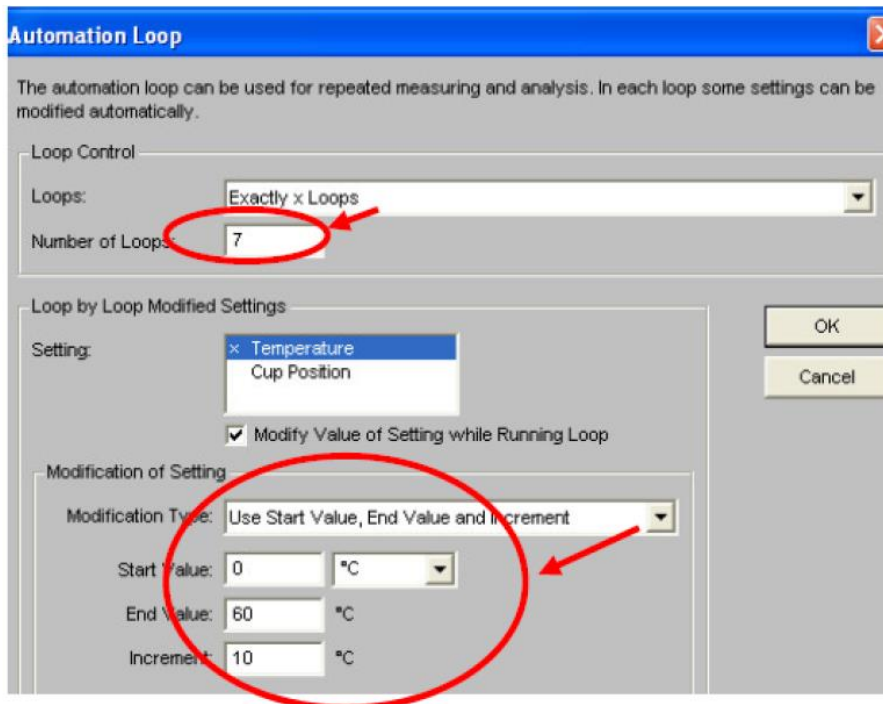 Automation Loop
The automation loop can be used for repeated measuring and analysis. In each loop some settings can be
modified automatically.
Loop Control
Loops: Exactly x Loops
Number of Loops: 7
Loop by Loop Modified Settings
Setting: × Temperature
Cup Position
Modify Value of Setting while Running Loop
OK
Cancel
Modification of Setting
Modification Type: Use Start Value, End Value and Increment
Start Value: 0 °C
End Value: 60 °C
Increment: 10 °C